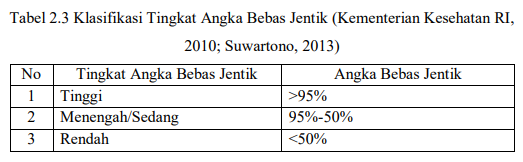 Tabel 2.3 Klasifikasi Tingkat Angka Bebas Jentik (Kementerian Kesehatan RI,
2010; Suwartono, 2013)
No Tingkat Angka Bebas Jentik Angka Bebas Jentik
1 Tinggi >95%
2 Menengah/Sedang 95%-50%
3 Rendah <50%